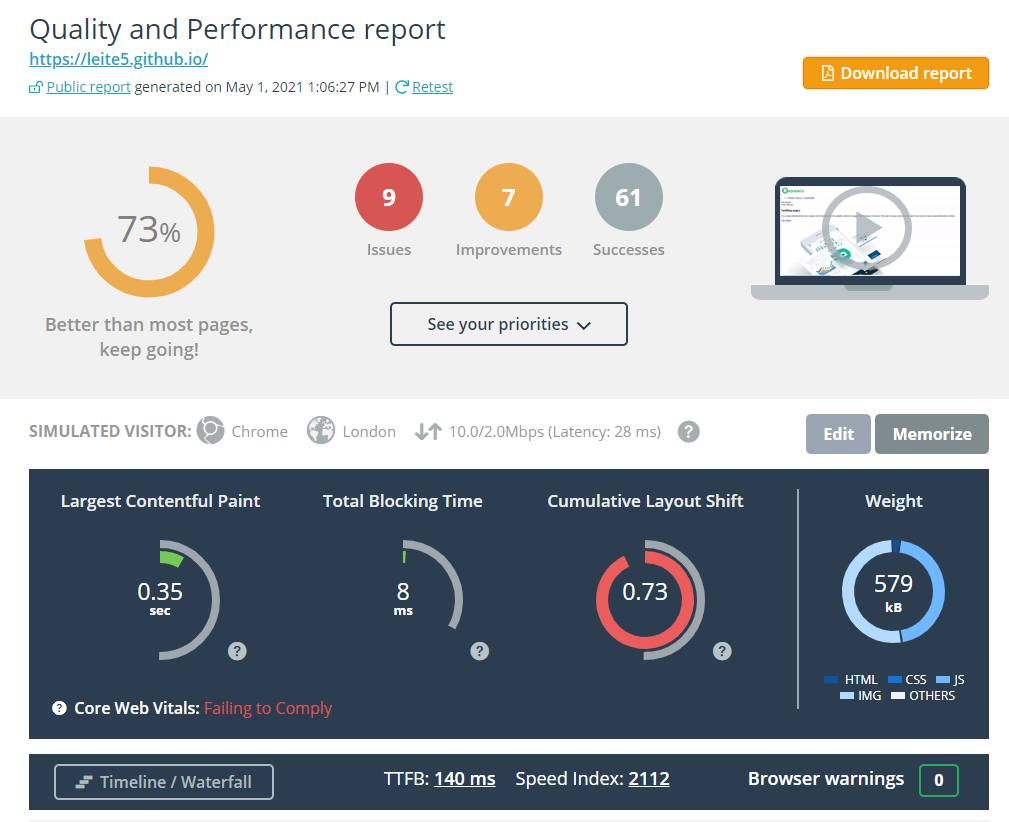 Quality and Performance report
https://leite5.github.io/
Public report generated on May 1, 2021 1:06:27 PM | Retest
Download report
73%
Better than most pages,
keep going!
9
Issues
7
Improvements
61
Successes
See your priorities
SIMULATED VISITOR: Chrome London 10.0/2.0Mbps (Latency: 28 ms) ?
Edit
Memorize
Largest Contentful Paint
0.35
sec
?
Total Blocking Time
8
ms
?
Cumulative Layout Shift
0.73
?
Weight
579
kB
HTML CSS JS
IMG OTHERS
? Core Web Vitals: Failing to Comply
Timeline / Waterfall
TTFB: 140 ms Speed Index: 2112
Browser warnings 0